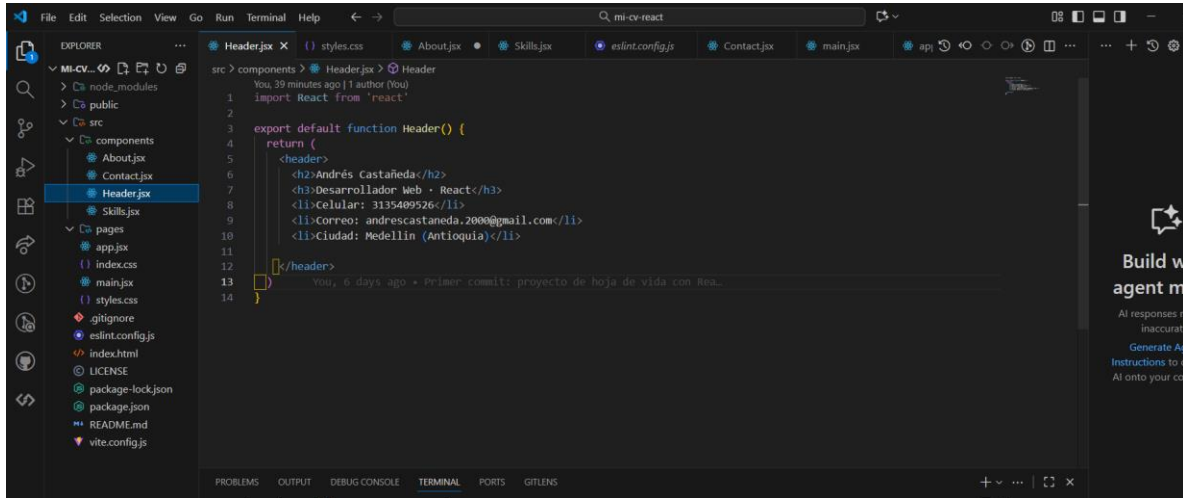 File Edit Selection View Go Run Terminal Help
mi-cv-react
EXPLORER
Header.jsx
styles.css
About.jsx
Skills.jsx
eslint.config.js
Contact.jsx
main.jsx
MI-CV...
src > components > Header.jsx > Header
node_modules
public
src
components
About.jsx
Contact.jsx
Header.jsx
Skills.jsx
pages
app.jsx
index.css
main.jsx
styles.css
.gitignore
eslint.config.js
index.html
LICENSE
package-lock.json
package.json
README.md
vite.config.js
You, 39 minutes ago | 1 author (You)
1 import React from 'react'
2
3 export default function Header() {
4 return (
5 <header>
6 <h2>Andrés Castañeda</h2>
7 <h3>Desarrollador Web · React</h3>
8 <li>Celular: 3135409526</li>
9 <li>Correo: andrescastaneda.2000@gmail.com</li>
10 <li>Ciudad: Medellin (Antioquia)</li>
11
12 </header>
13 ) You, 6 days ago • Primer commit: proyecto de hoja de vida con Rea…
14 }
Build w
agent m
AI responses
inaccurat
Generate A
Instructions to
AI onto your co
PROBLEMS OUTPUT DEBUG CONSOLE TERMINAL PORTS GITLENS